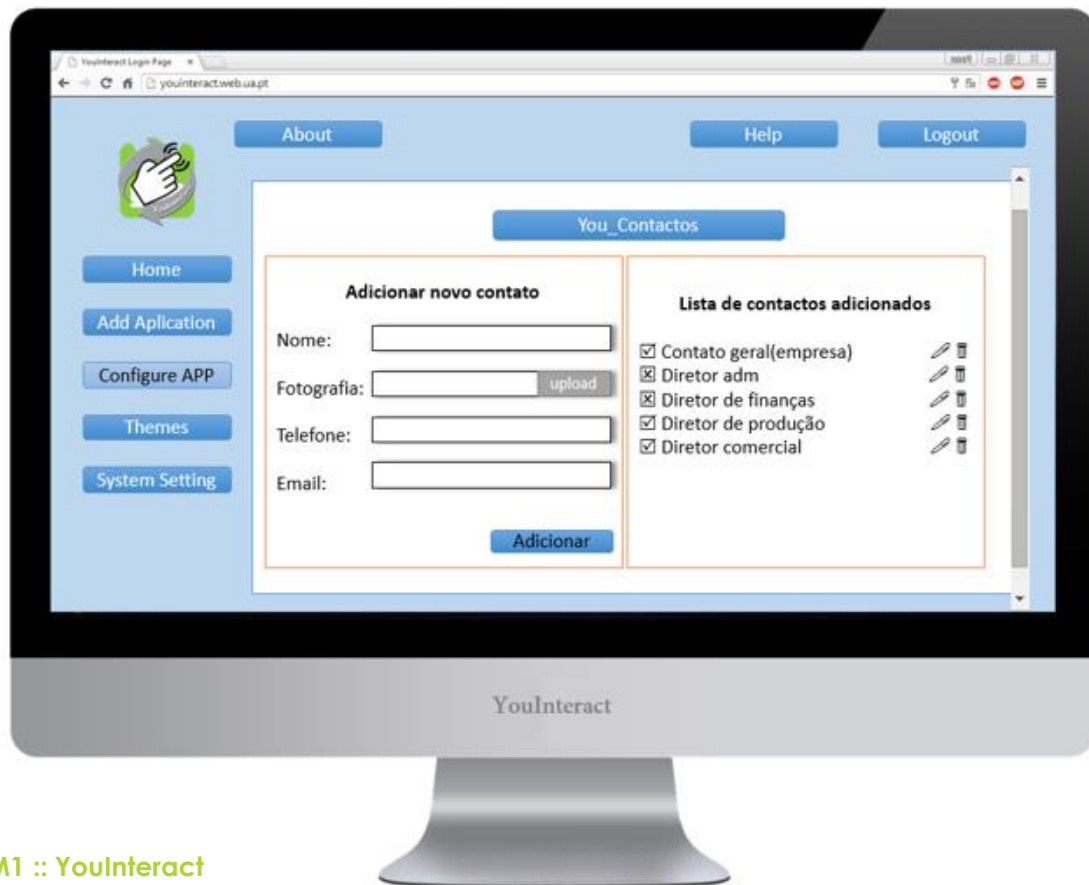 YouInteract Login Page
youinteract.web.ua.pt
About
Help
Logout
You_Contactos
Home
Add Aplication
Configure APP
Themes
System Setting
Adicionar novo contato
Nome:
Fotografia:
upload
Telefone:
Email:
Adicionar
Lista de contactos adicionados
Contato geral(empresa)
Diretor adm
Diretor de finanças
Diretor de produção
Diretor comercial
YouInteract
M1 :: YouInteract